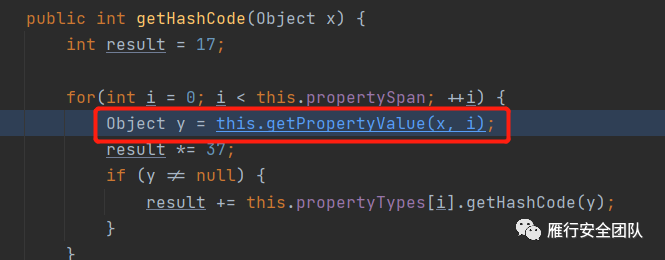 public int getHashCode(Object x) {
int result = 17;
for(int i = 0; i < this.propertySpan; ++i) {
Object y = this.getPropertyValue(x, i);
result *= 37;
if (y ≠ null) {
result += this.propertyTypes[i].getHashCode(y);
}
}
雁行安全团队